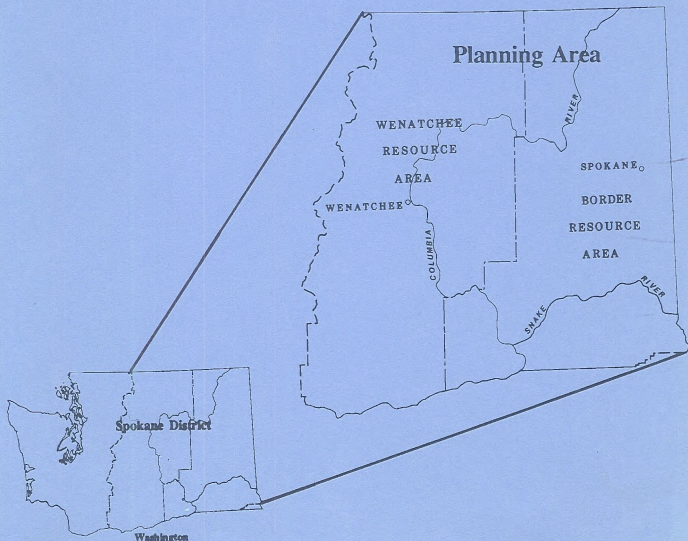 Planning Area
WENATCHEE
RESOURCE
AREA
WENATCHEE
COLUMBIA
RIVER
SPOKANE
BORDER
RESOURCE
AREA
SNAKE
RIVER
Spokane District
Washington